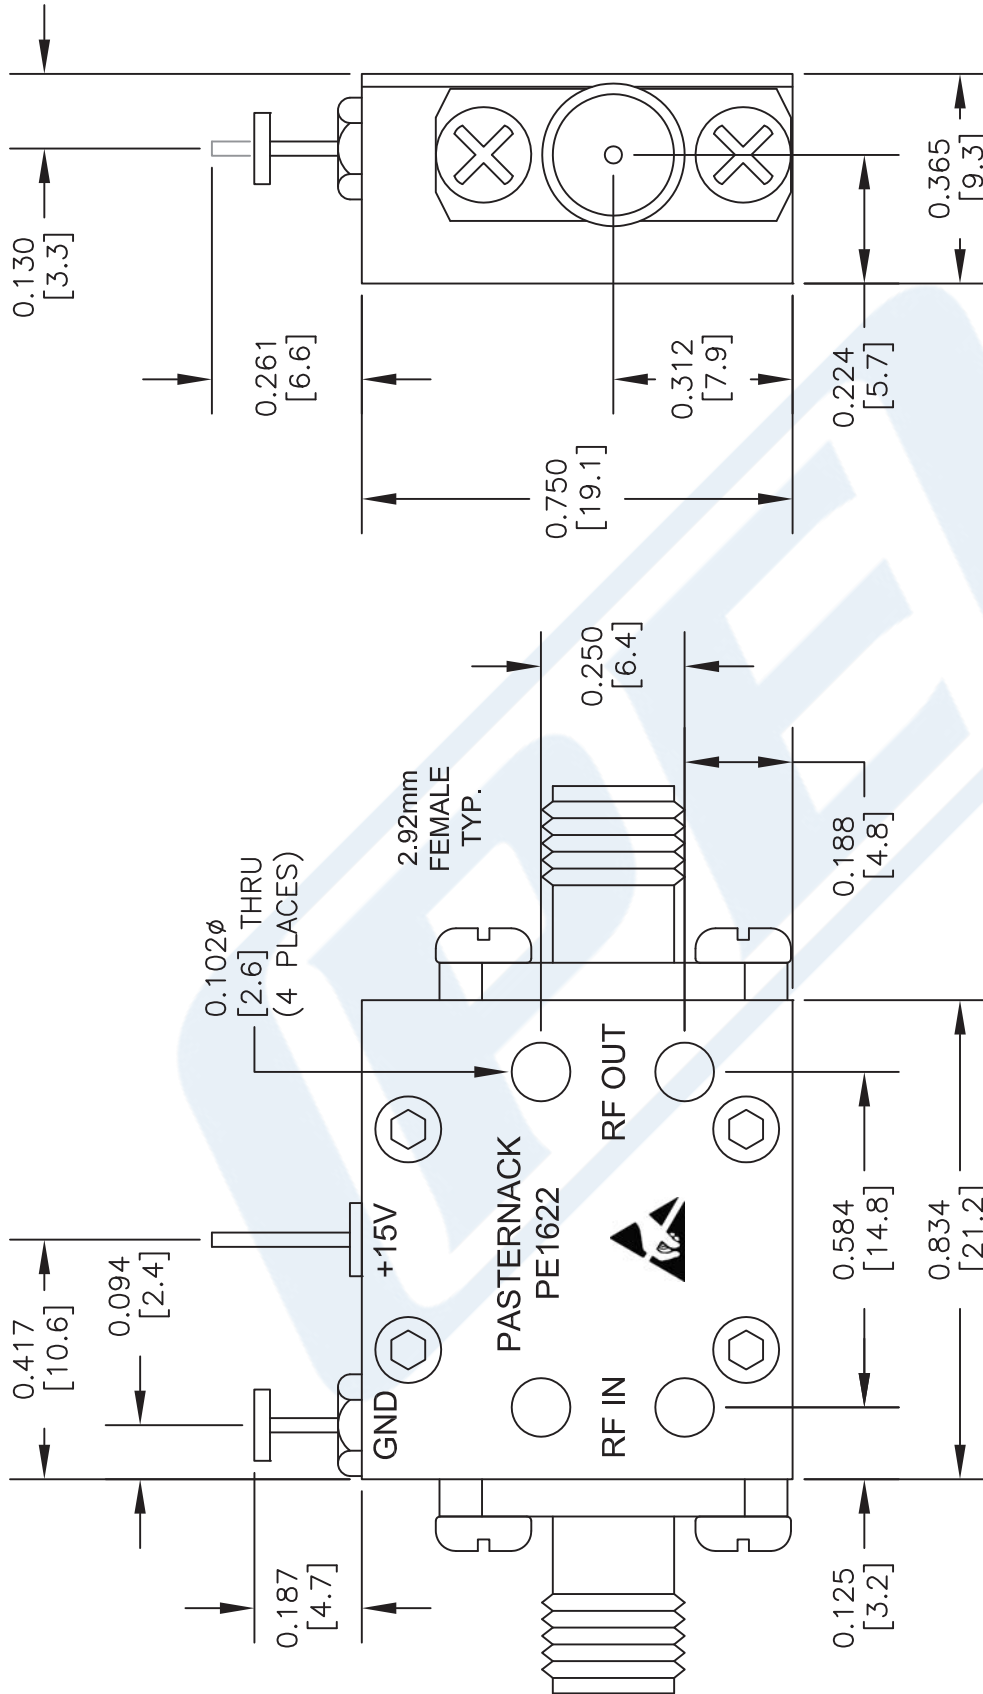 0.417
[10.6]
0.094
[2.4]
0.187
[4.7]
0.102ø
[2.6] THRU
(4 PLACES)
2.92mm
FEMALE
TYP.
GND
+15V
PASTERNACK
PE1622
RF IN
RF OUT
0.250
[6.4]
0.188
[4.8]
0.125
[3.2]
0.584
[14.8]
0.834
[21.2]
0.130
[3.3]
0.261
[6.6]
0.750
[19.1]
0.312
[7.9]
0.224
[5.7]
0.365
[9.3]
PE